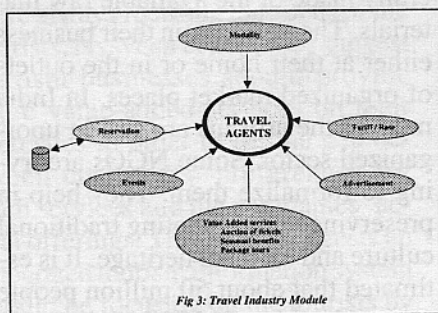 Modality
TRAVEL
AGENTS
Reservation
Tariff / Rate
Events
Advertisement
Value Added services
Auction of tickets
Seasonal benefits
Package tours
Fig 3: Travel Industry Module